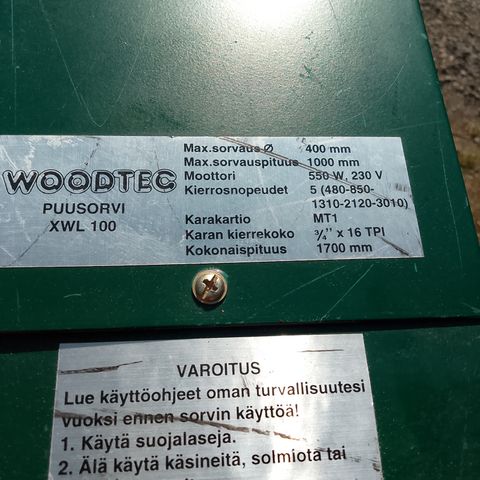 WOODTEC
PUUSORVI
XWL 100
Max.sorvaus Ø 400 mm
Max.sorvauspituus 1000 mm
Moottori 550 W, 230 V
Kierrosnopeudet 5 (480-850-
1310-2120-3010)
Karakartio MT1
Karan kierrekoko ¾" x 16 TPI
Kokonaispituus 1700 mm
VAROITUS
Lue käyttöohjeet oman turvallisuutesi
vuoksi ennen sorvin käyttöä!
1. Käytä suojalaseja.
2. Älä käytä käsineitä, solmiota tai